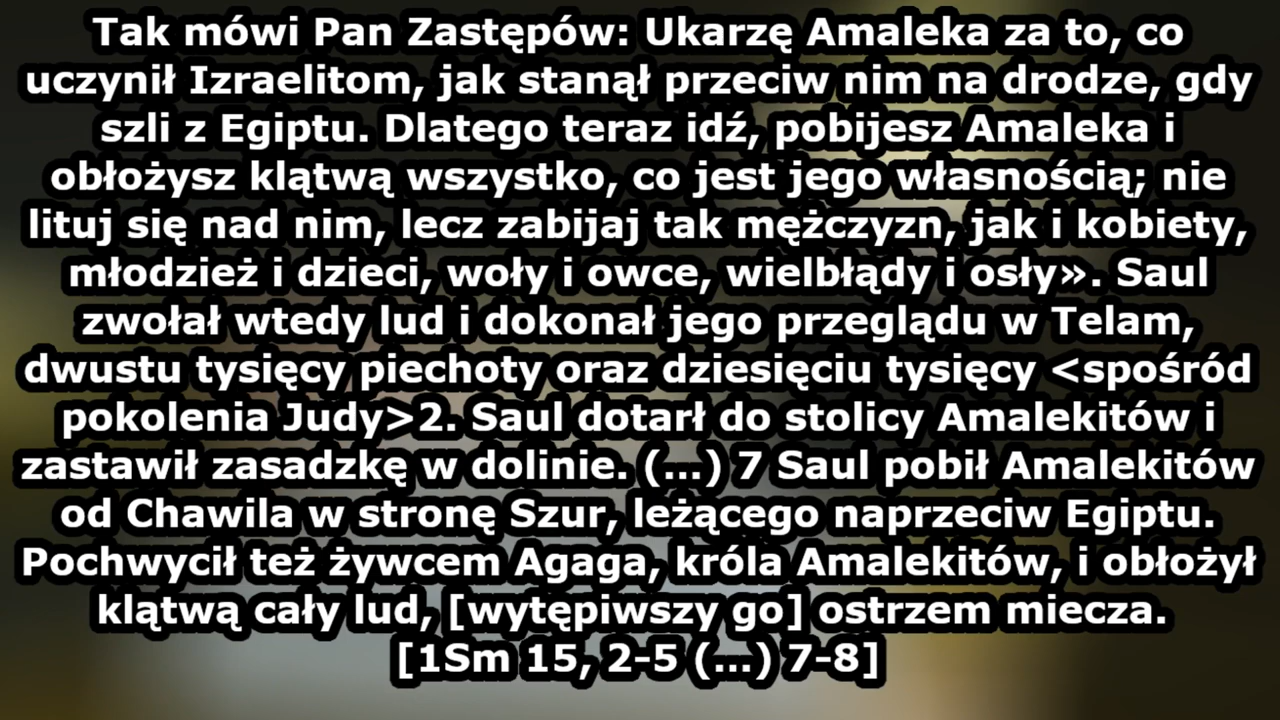 Tak mówi Pan Zastępów: Ukarzę Amaleka za to, co
uczynił Izraelitom, jak stanął przeciw nim na drodze, gdy
szli z Egiptu. Dlatego teraz idź, pobijesz Amaleka i
obłożysz klątwą wszystko, co jest jego własnością; nie
lituj się nad nim, lecz zabijaj tak mężczyzn, jak i kobiety,
młodzież i dzieci, woły i owce, wielbłądy i osły». Saul
zwołał wtedy lud i dokonał jego przeglądu w Telam,
dwustu tysięcy piechoty oraz dziesięciu tysięcy <spośród
pokolenia Judy>2. Saul dotarł do stolicy Amalekitów i
zastawił zasadzkę w dolinie. (...) 7 Saul pobił Amalekitów
od Chawila w stronę Szur, leżącego naprzeciw Egiptu.
Pochwycił też żywcem Agaga, króla Amalekitów, i obłożył
klątwą cały lud, [wytępiwszy go] ostrzem miecza.
[1Sm 15, 2-5 (...) 7-8]